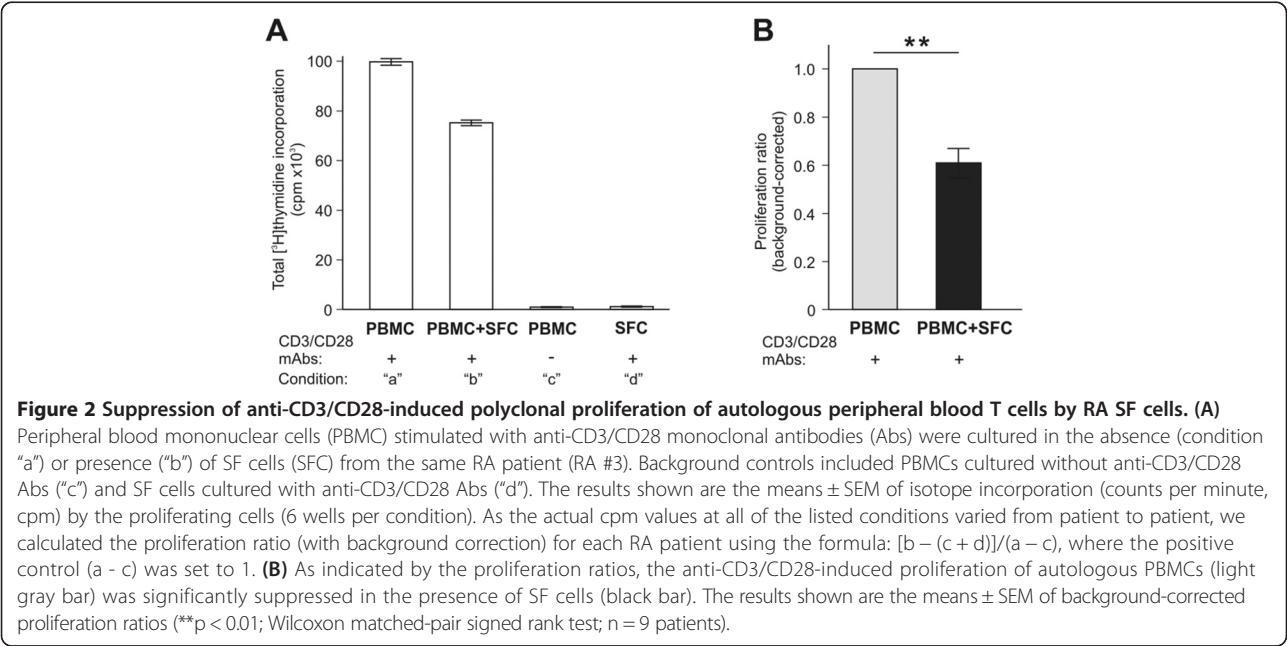 A
Total [³H]thymidine incorporation
(cpm x10³)
100
80
60
40
20
0
PBMC PBMC+SFC PBMC SFC
CD3/CD28
mAbs: + + - +
Condition: “a” “b” “c” “d”
B
**
Proliferation ratio
(background-corrected)
1.0
0.8
0.6
0.4
0.2
0
PBMC PBMC+SFC
CD3/CD28
mAbs: + +
Figure 2 Suppression of anti-CD3/CD28-induced polyclonal proliferation of autologous peripheral blood T cells by RA SF cells. (A)
Peripheral blood mononuclear cells (PBMC) stimulated with anti-CD3/CD28 monoclonal antibodies (Abs) were cultured in the absence (condition
“a”) or presence (“b”) of SF cells (SFC) from the same RA patient (RA #3). Background controls included PBMCs cultured without anti-CD3/CD28
Abs (“c”) and SF cells cultured with anti-CD3/CD28 Abs (“d”). The results shown are the means ± SEM of isotope incorporation (counts per minute,
cpm) by the proliferating cells (6 wells per condition). As the actual cpm values at all of the listed conditions varied from patient to patient, we
calculated the proliferation ratio (with background correction) for each RA patient using the formula: [b − (c + d)]/(a − c), where the positive
control (a - c) was set to 1. (B) As indicated by the proliferation ratios, the anti-CD3/CD28-induced proliferation of autologous PBMCs (light
gray bar) was significantly suppressed in the presence of SF cells (black bar). The results shown are the means ± SEM of background-corrected
proliferation ratios (**p < 0.01; Wilcoxon matched-pair signed rank test; n = 9 patients).